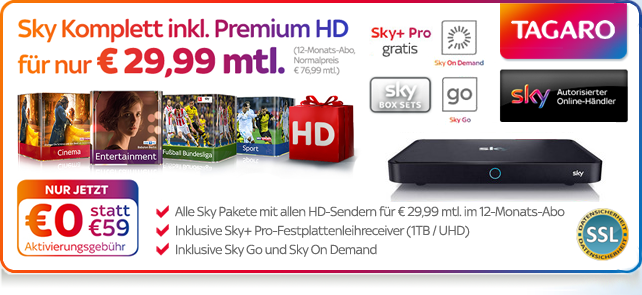 Sky Komplett inkl. Premium HD
für nur € 29,99 mtl.
(12-Monats-Abo,
Normalpreis
€ 76,99 mtl.)
Sky+ Pro
gratis
Sky On Demand
sky
BOX SETS
go
Sky Go
TAGARO
sky
Autorisierter
Online-Händler
Cinema
Entertainment
Fußball Bundesliga
Sport
HD
sky
sky
NUR JETZT
€0 statt
€59
Aktivierungsgebühr
Alle Sky Pakete mit allen HD-Sendern für € 29,99 mtl. im 12-Monats-Abo
Inklusive Sky+ Pro-Festplattenleihreceiver (1TB / UHD)
Inklusive Sky Go und Sky On Demand
DATENSICHERHEIT
SSL
DATENSICHERHEIT